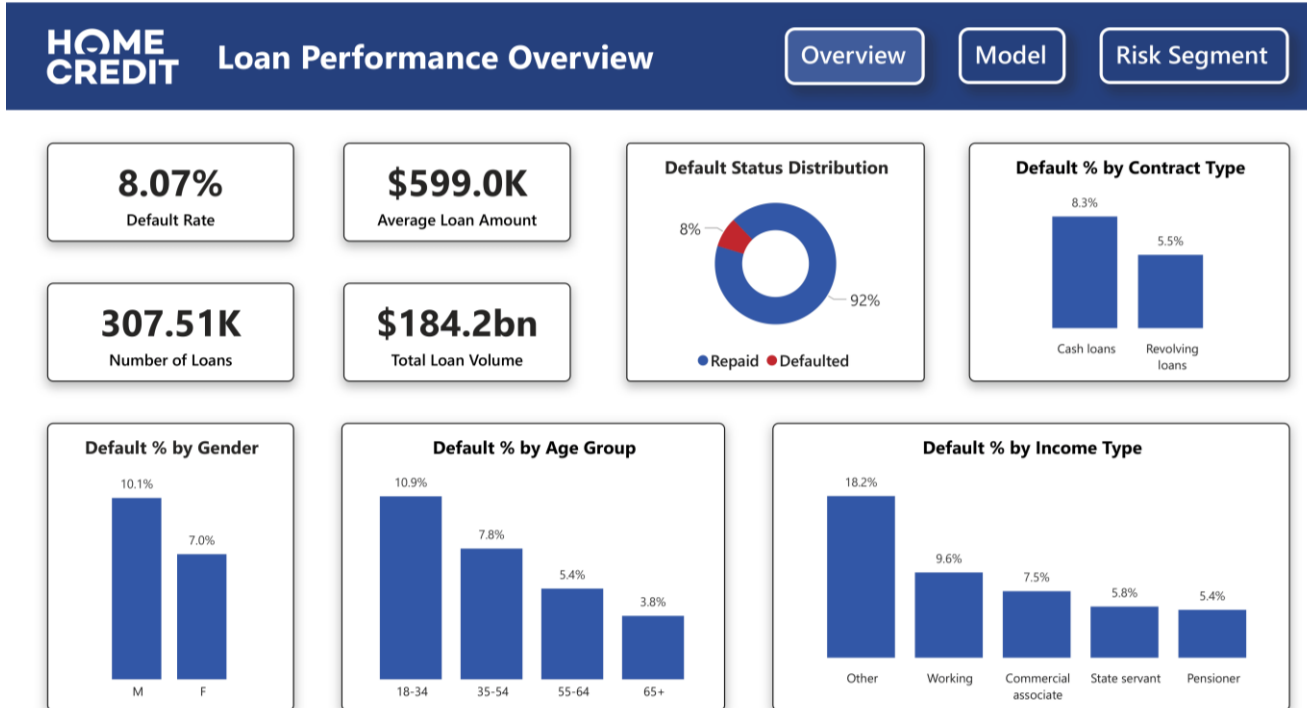 HOME
CREDIT
Loan Performance Overview
Overview
Model
Risk Segment
8.07%
Default Rate
$599.0K
Average Loan Amount
307.51K
Number of Loans
$184.2bn
Total Loan Volume
Default Status Distribution
8%
92%
Repaid Defaulted
Default % by Contract Type
8.3%
5.5%
Cash loans
Revolving
loans
Default % by Gender
10.1%
7.0%
M F
Default % by Age Group
10.9%
7.8%
5.4%
3.8%
18-34 35-54 55-64 65+
Default % by Income Type
18.2%
9.6%
7.5%
5.8%
5.4%
Other
Working
Commercial
associate
State servant
Pensioner